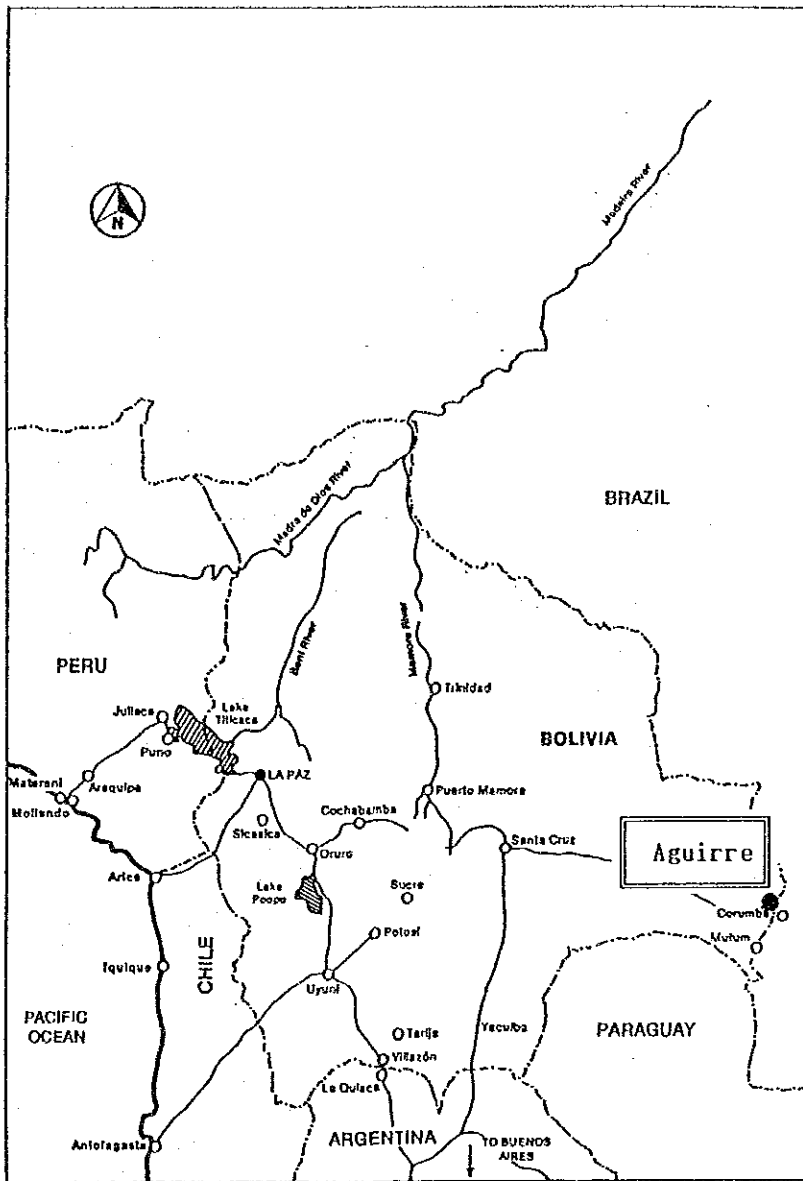 N
Madeira River
BRAZIL
Madre de Dios River
Beni River
Mamore River
PERU
Trinidad
Juliaca
Lake
Titicaca
BOLIVIA
Puno
LA PAZ
Matarani
Arequipa
Puerto Mamore
Mollendo
Cochabamba
Sicasica
Santa Cruz
Aguirre
Oruro
Arica
Lake
Poopo
Sucre
Corumba
Mutum
Potosi
Iquique
CHILE
Uyuni
PACIFIC
OCEAN
Tarija
Yacuiba
PARAGUAY
Villazón
La Quiaca
Antofagasta
ARGENTINA
TO BUENOS
AIRES